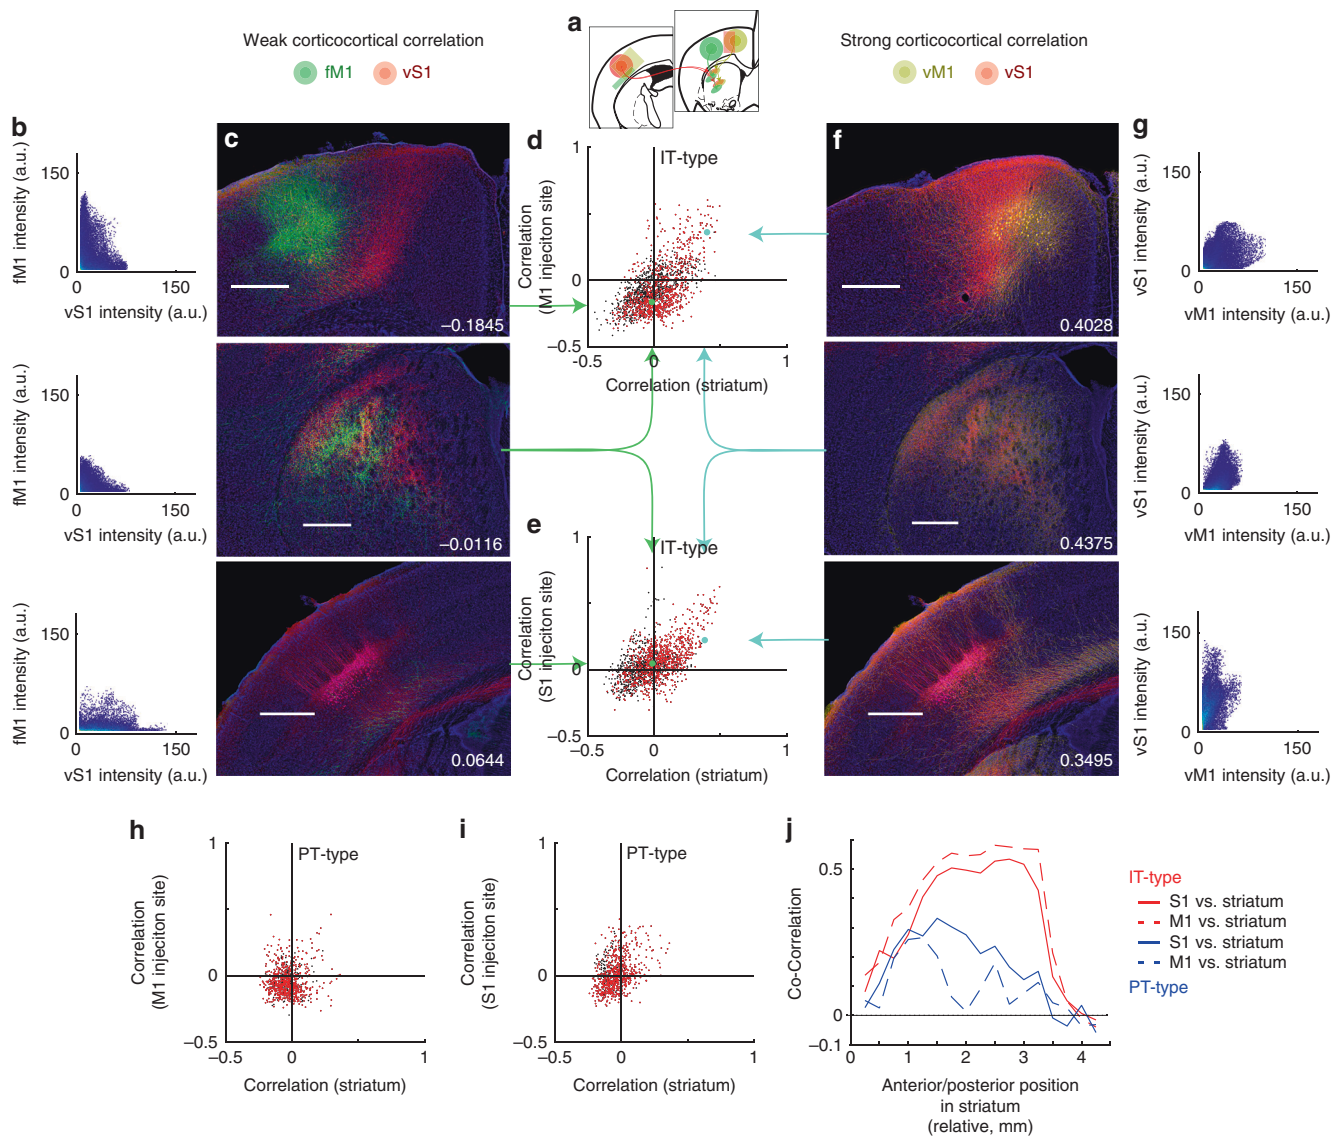 a
Weak corticocortical correlation
fM1 vS1
Strong corticocortical correlation
vM1 vS1
b
fM1 intensity (a.u.)
150
0
0 150
vS1 intensity (a.u.)
fM1 intensity (a.u.)
150
0
0 150
vS1 intensity (a.u.)
fM1 intensity (a.u.)
150
0
0 150
vS1 intensity (a.u.)
c
−0.1845
−0.0116
0.0644
d
IT-type
Correlation
(M1 injeciton site)
1
0
−0.5
-0.5 0 1
Correlation (striatum)
e
IT-type
Correlation
(S1 injeciton site)
1
0
−0.5
−0.5 0 1
Correlation (striatum)
f
0.4028
0.4375
0.3495
g
vS1 intensity (a.u.)
150
0
0 150
vM1 intensity (a.u.)
vS1 intensity (a.u.)
150
0
0 150
vM1 intensity (a.u.)
vS1 intensity (a.u.)
150
0
0 150
vM1 intensity (a.u.)
h
PT-type
Correlation
(M1 injeciton site)
1
0
−0.5
−0.5 0 1
Correlation (striatum)
i
PT-type
Correlation
(S1 injeciton site)
1
0
−0.5
−0.5 0 1
Correlation (striatum)
j
Co-Correlation
0.5
0
−0.1
0 1 2 3 4
Anterior/posterior position
in striatum
(relative, mm)
IT-type
S1 vs. striatum
M1 vs. striatum
S1 vs. striatum
M1 vs. striatum
PT-type